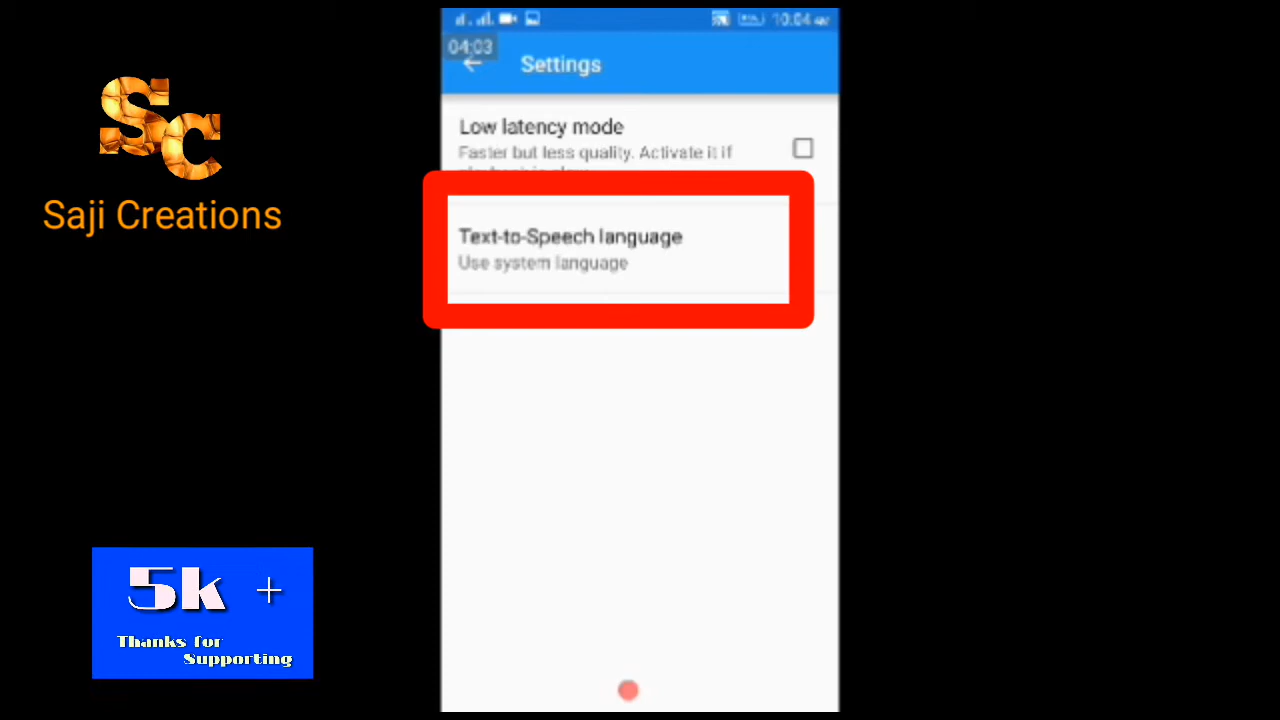 10:04
04:03
Settings
Low latency mode
Faster but less quality. Activate it if
Text-to-Speech language
Use system language
Sc
Saji Creations
5k +
Thanks for
Supporting